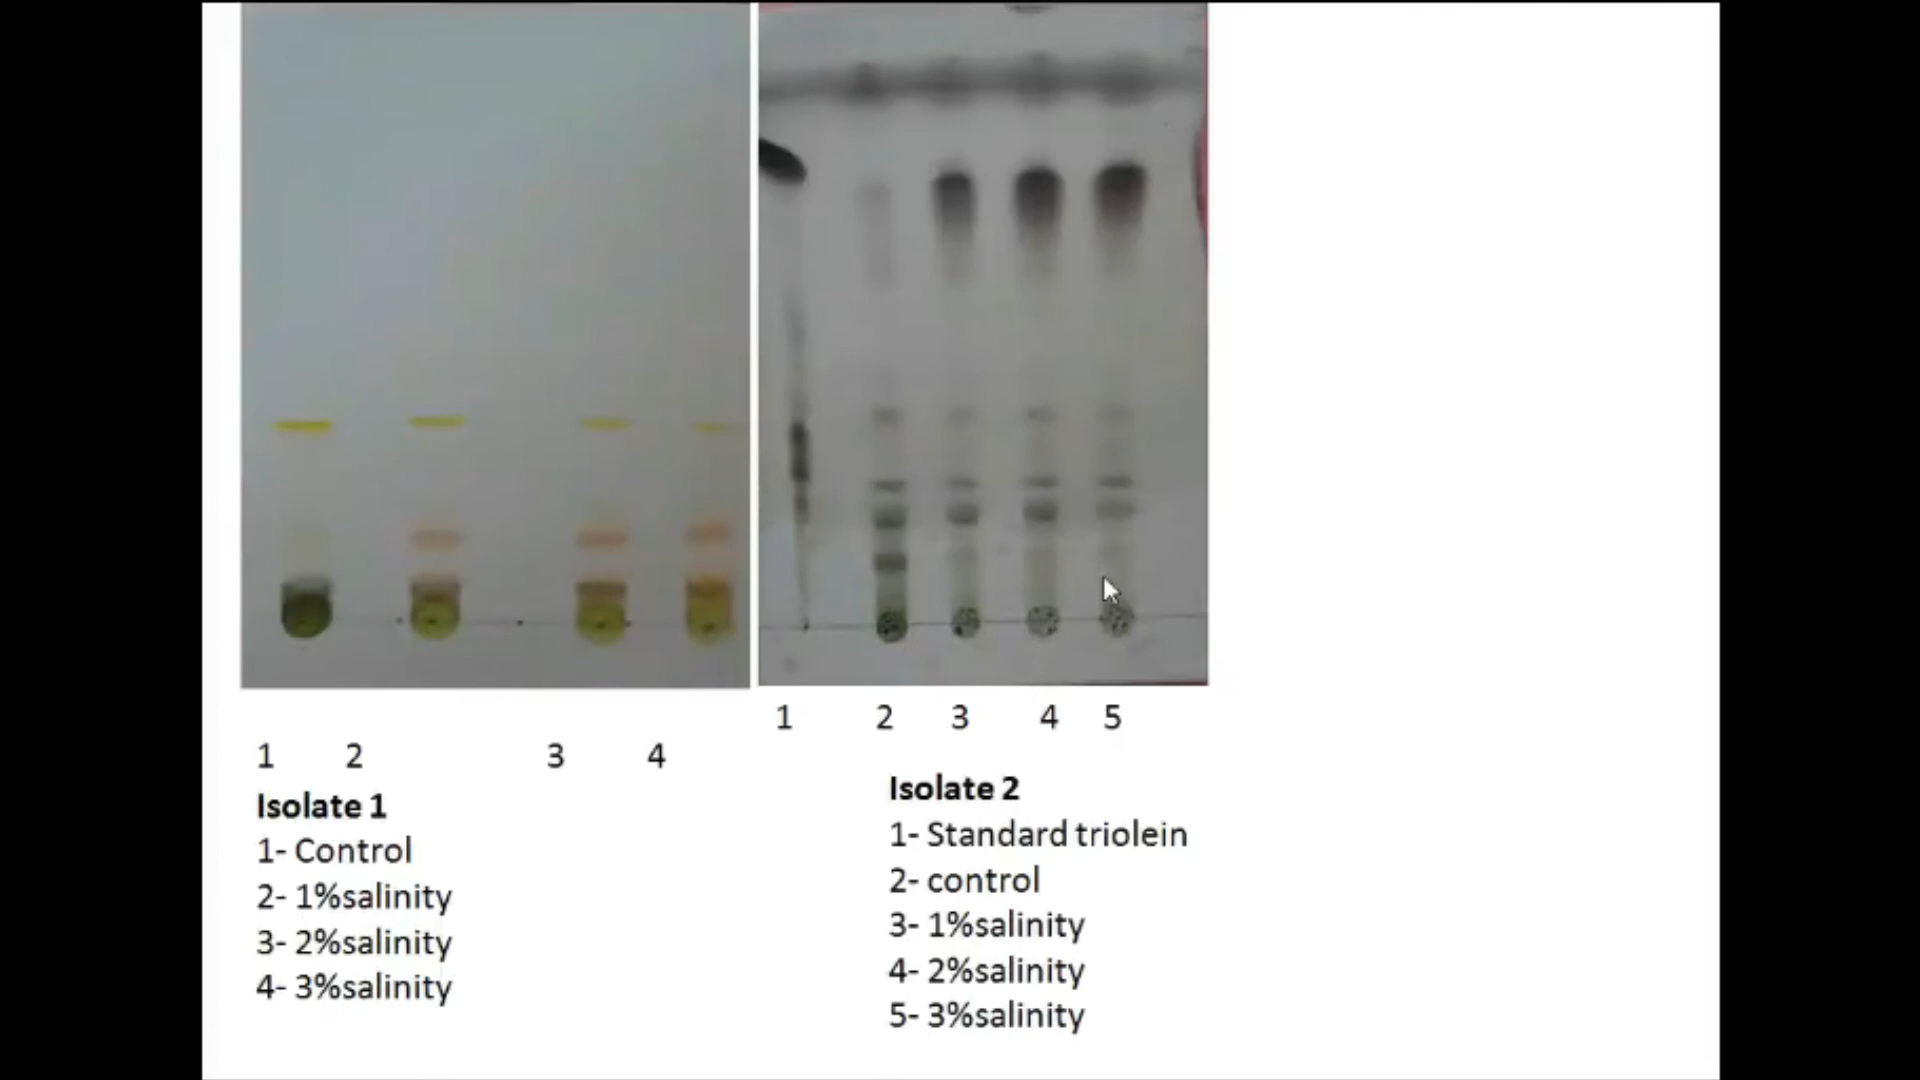 1 2 3 4
Isolate 1
1- Control
2- 1%salinity
3- 2%salinity
4- 3%salinity
1 2 3 4 5
Isolate 2
1- Standard triolein
2- control
3- 1%salinity
4- 2%salinity
5- 3%salinity